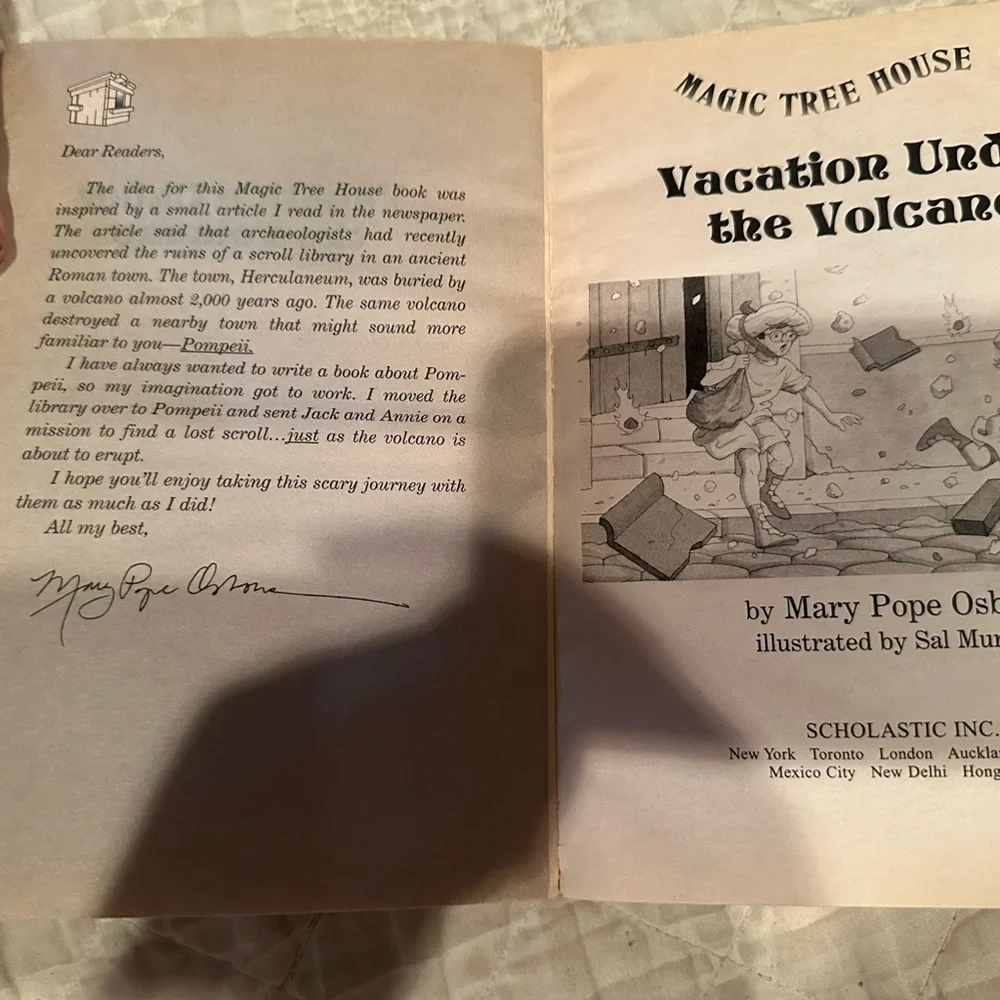 Dear Readers,
The idea for this Magic Tree House book was
inspired by a small article I read in the newspaper.
The article said that archaeologists had recently
uncovered the ruins of a scroll library in an ancient
Roman town. The town, Herculaneum, was buried by
a volcano almost 2,000 years ago. The same volcano
destroyed a nearby town that might sound more
familiar to you—Pompeii.
I have always wanted to write a book about Pom-
peii, so my imagination got to work. I moved the
library over to Pompeii and sent Jack and Annie on a
mission to find a lost scroll...just as the volcano is
about to erupt.
I hope you'll enjoy taking this scary journey with
them as much as I did!
All my best,
Mary Pope Osborne
MAGIC TREE HOUSE
Vacation Und
the Volcano
by Mary Pope Osb
illustrated by Sal Mur
SCHOLASTIC INC.
New York Toronto London Auckla
Mexico City New Delhi Hong